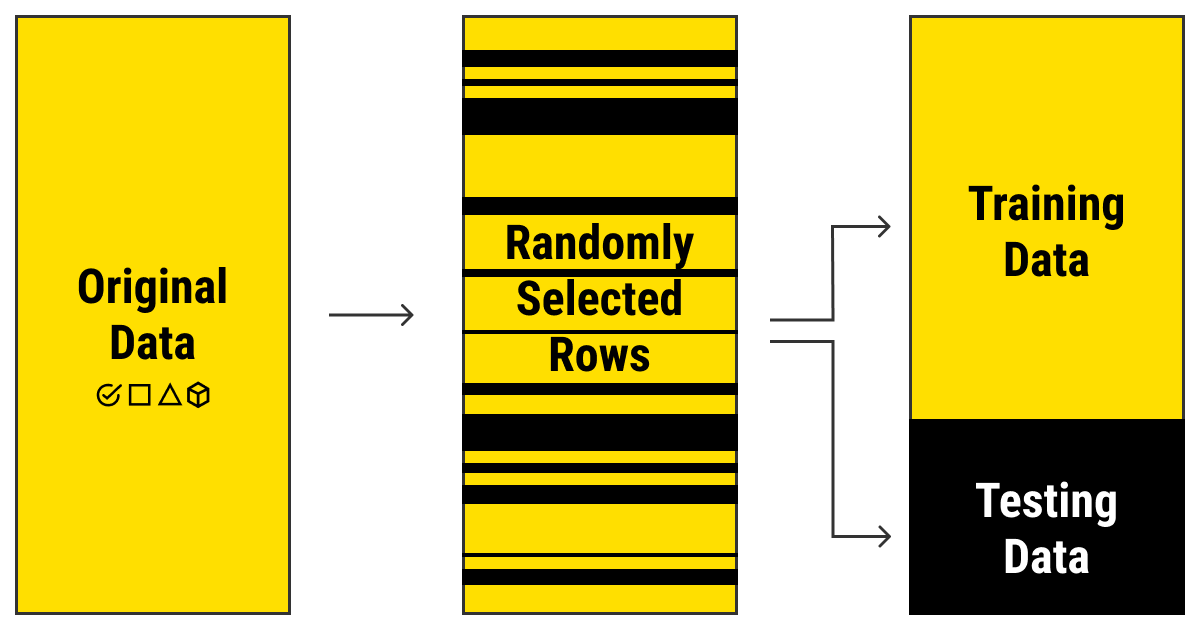 Original
Data
Randomly
Selected
Rows
Training
Data
Testing
Data